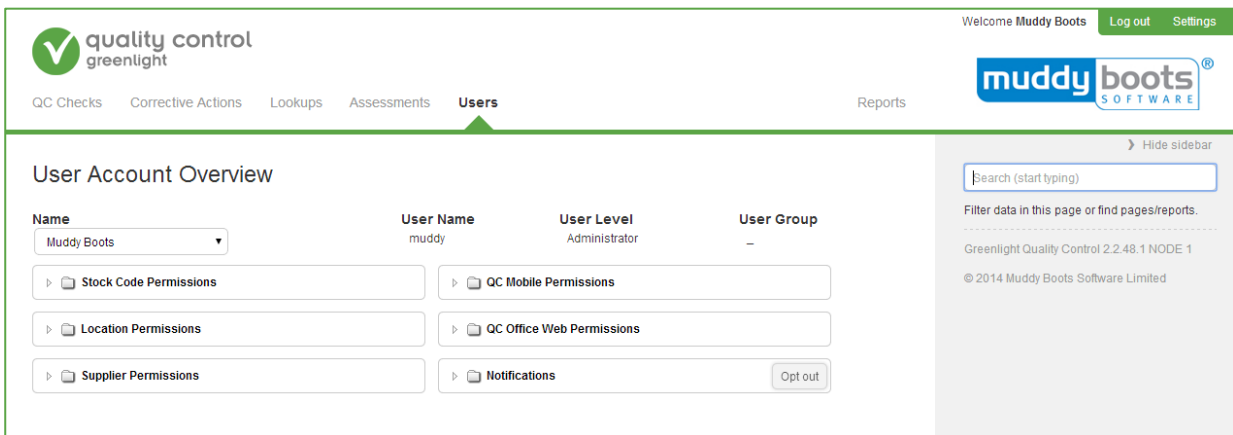 Welcome Muddy Boots Log out Settings
quality control
greenlight
muddy boots ®
SOFTWARE
QC Checks Corrective Actions Lookups Assessments Users Reports
Hide sidebar
User Account Overview
Search (start typing)
Filter data in this page or find pages/reports.
Name User Name User Level User Group
Muddy Boots muddy Administrator _
Greenlight Quality Control 2.2.48.1 NODE 1
© 2014 Muddy Boots Software Limited
Stock Code Permissions QC Mobile Permissions
Location Permissions QC Office Web Permissions
Supplier Permissions Notifications Opt out